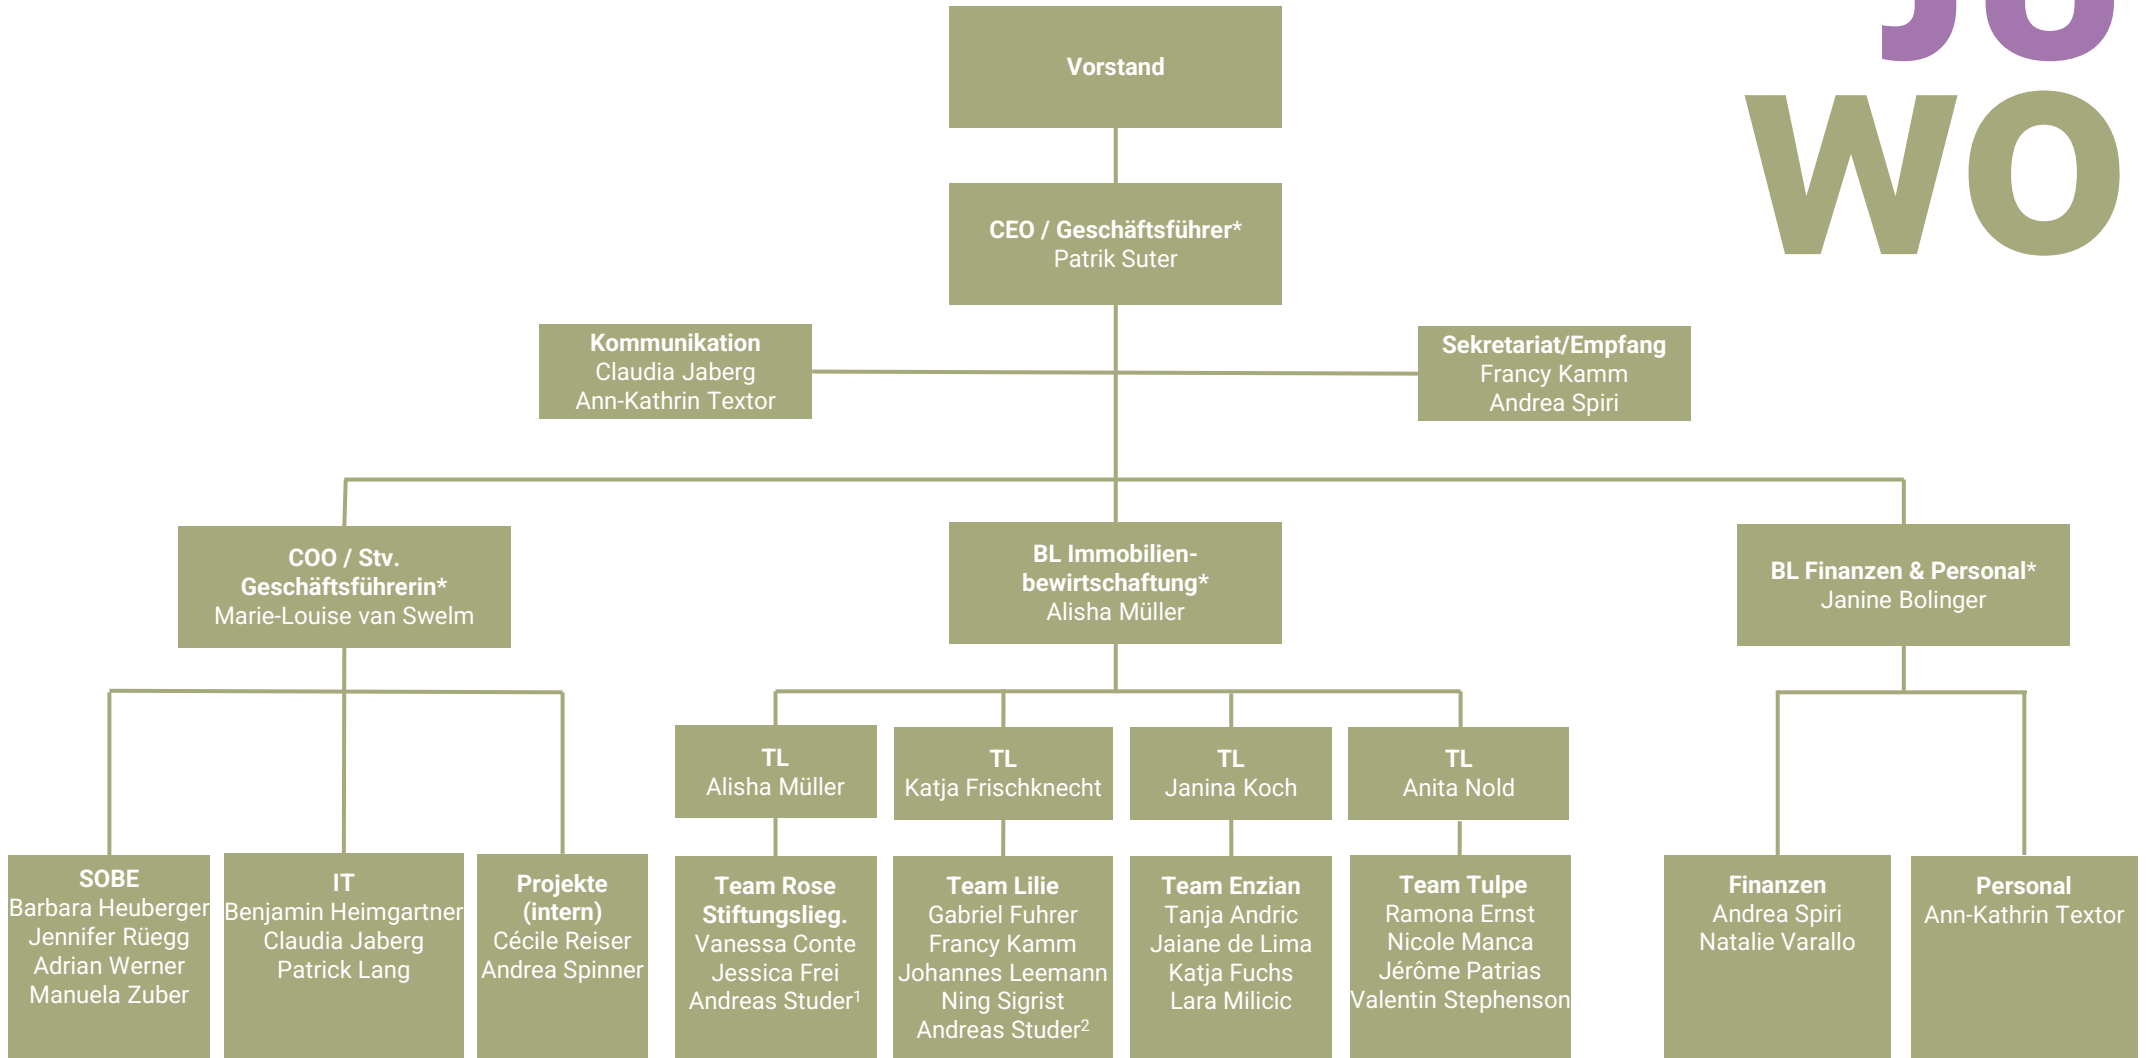 JU
WO
Vorstand
CEO / Geschäftsführer*
Patrik Suter
Kommunikation
Claudia Jaberg
Ann-Kathrin Textor
Sekretariat/Empfang
Francy Kamm
Andrea Spiri
COO / Stv.
Geschäftsführerin*
Marie-Louise van Swelm
BL Immobilien-
bewirtschaftung*
Alisha Müller
BL Finanzen & Personal*
Janine Bolinger
TL
Alisha Müller
TL
Katja Frischknecht
TL
Janina Koch
TL
Anita Nold
SOBE
Barbara Heuberger
Jennifer Rüegg
Adrian Werner
Manuela Zuber
IT
Benjamin Heimgartner
Claudia Jaberg
Patrick Lang
Projekte
(intern)
Cécile Reiser
Andrea Spinner
Team Rose
Stiftungslieg.
Vanessa Conte
Jessica Frei
Andreas Studer¹
Team Lilie
Gabriel Fuhrer
Francy Kamm
Johannes Leemann
Ning Sigrist
Andreas Studer²
Team Enzian
Tanja Andric
Jaiane de Lima
Katja Fuchs
Lara Milicic
Team Tulpe
Ramona Ernst
Nicole Manca
Jérôme Patrias
Valentin Stephenson
Finanzen
Andrea Spiri
Natalie Varallo
Personal
Ann-Kathrin Textor